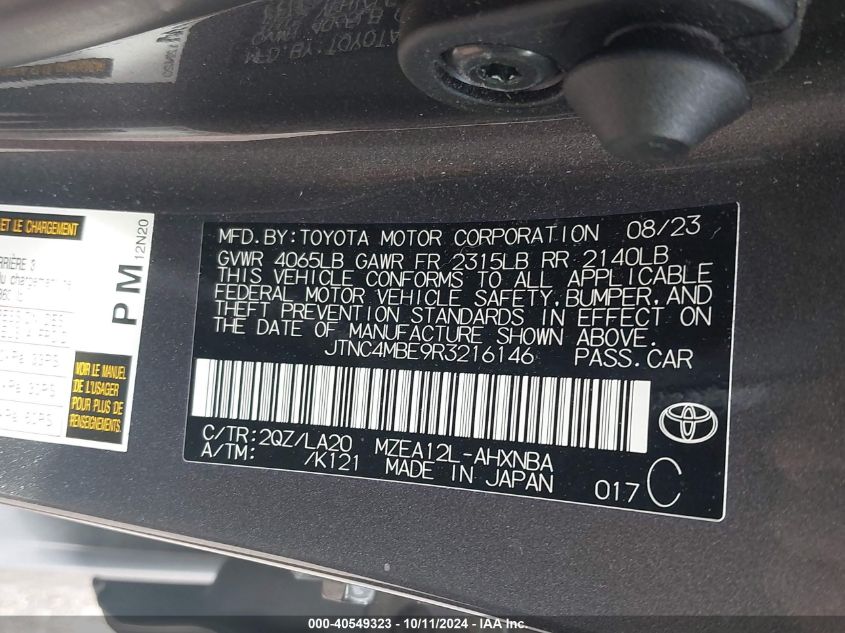 ET LE CHARGEMENT
PM
12N20
VOIR LE MANUEL
DE L'USAGER
POUR PLUS DE
RENSEIGNEMENTS.
MFD.BY:TOYOTA MOTOR CORPORATION 08/23
GVWR 4065LB GAWR FR 2315LB RR 2140LB
THIS VEHICLE CONFORMS TO ALL APPLICABLE
FEDERAL MOTOR VEHICLE SAFETY,BUMPER,AND
THEFT PREVENTION STANDARDS IN EFFECT ON
THE DATE OF MANUFACTURE SHOWN ABOVE.
JTNC4MBE9R3216146 PASS.CAR
C/TR:2QZ/LA20 MZEA12L-AHXNBA
A/TM: /K121 MADE IN JAPAN
017 C
000-40549323 - 10/11/2024 - IAAI.com